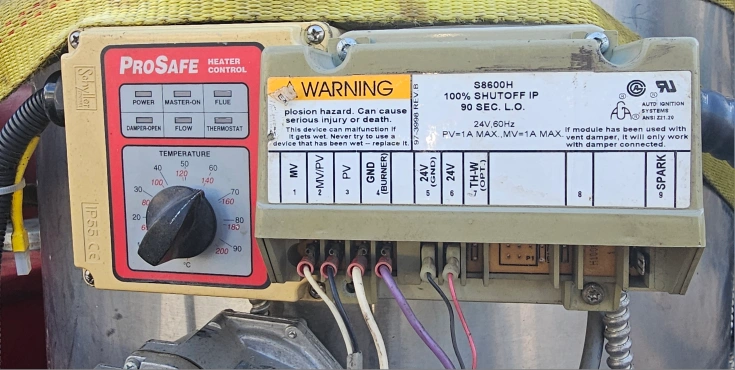 Schyller
PROSAFE HEATER CONTROL
POWER MASTER-ON FLUE
DAMPER-OPEN FLOW THERMOSTAT
TEMPERATURE
50
40 120 60
140
30 70
20 80
180
200 90
°C
IP55 CE
WARNING
plosion hazard. Can cause
serious injury or death.
This device can malfunction if
it gets wet. Never try to use a
device that has been wet – replace it.
97-3698 REV. B
S8600H
100% SHUTOFF IP
90 SEC. L.O.
24V,60Hz
PV=1A MAX.,MV=1A MAX.
AUTO IGNITION
SYSTEMS
ANSI Z21.20
If module has been used with
vent damper, it will only work
with damper connected.
MV 1
MV/PV 2
PV 3
GND (BURNER) 4
24V (GND) 5
24V 6
TH-W (OPT.) 7
8
SPARK 9